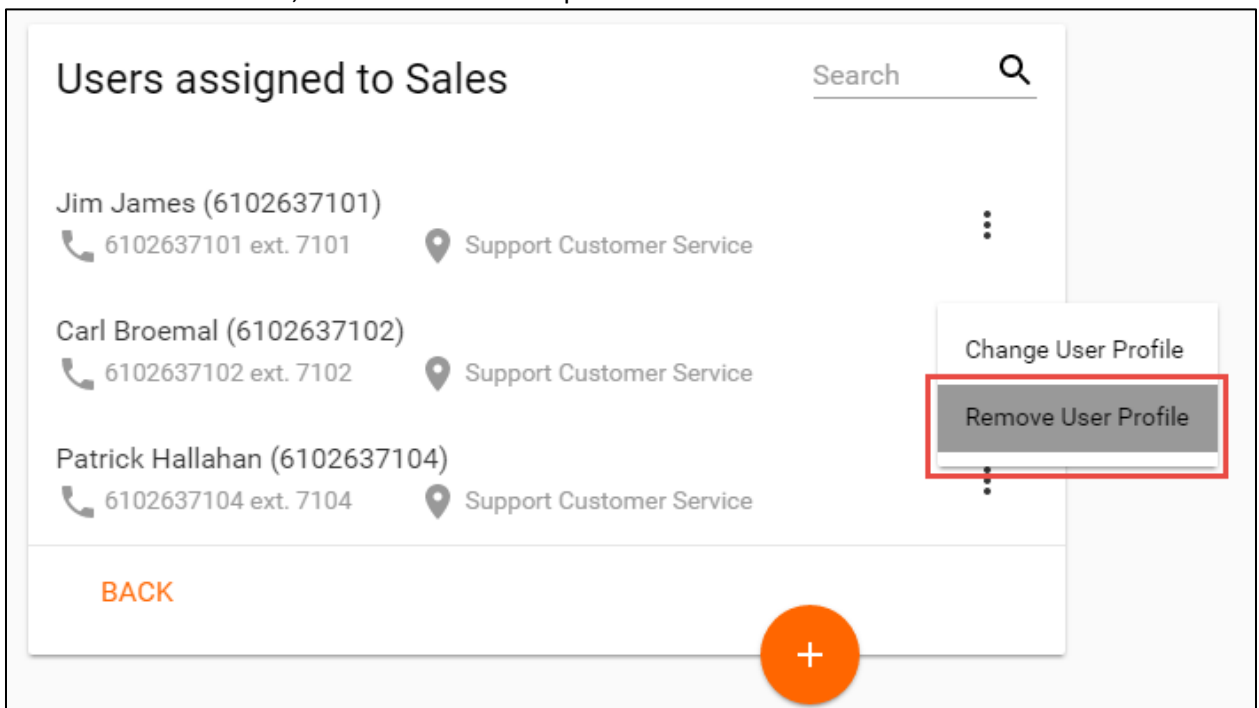 Users assigned to Sales
Search
Jim James (6102637101)
6102637101 ext. 7101 Support Customer Service
Carl Broemal (6102637102)
6102637102 ext. 7102 Support Customer Service
Change User Profile
Remove User Profile
Patrick Hallahan (6102637104)
6102637104 ext. 7104 Support Customer Service
BACK
+